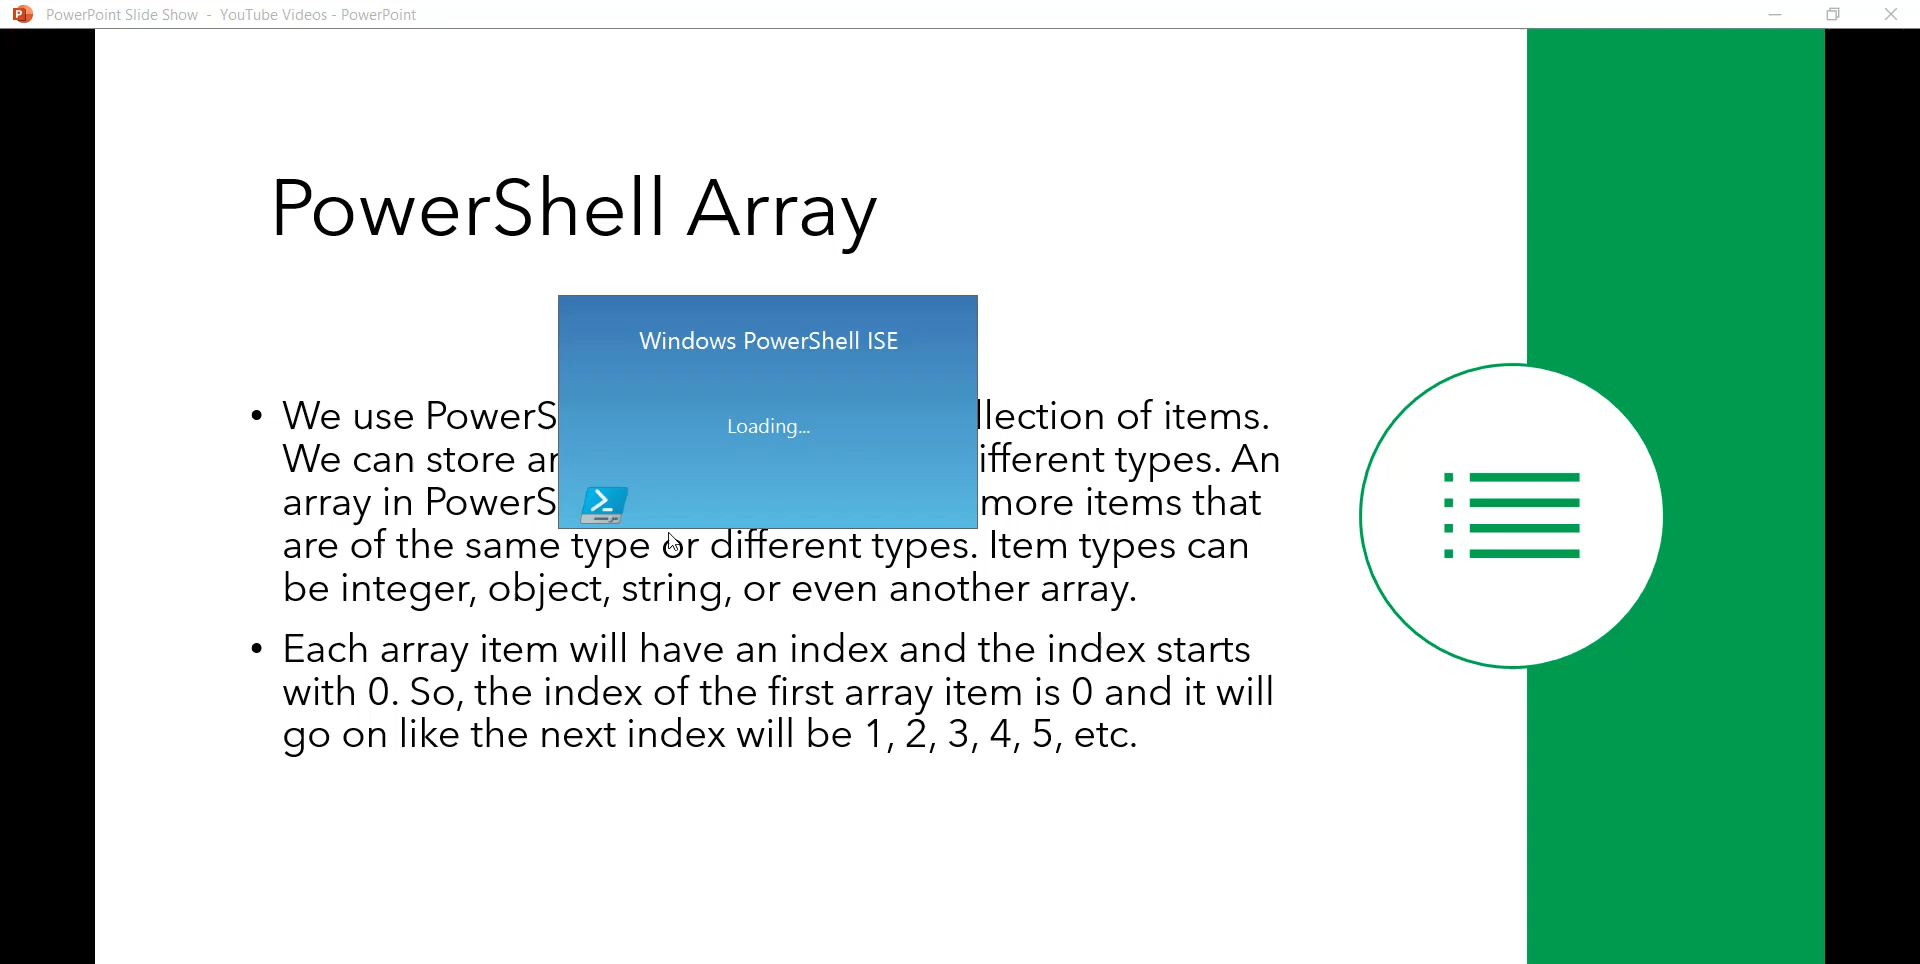 PowerPoint Slide Show - YouTube Videos - PowerPoint
PowerShell Array
Windows PowerShell ISE
Loading...
• We use PowerS llection of items.
We can store ar ifferent types. An
array in PowerS more items that
are of the same type or different types. Item types can
be integer, object, string, or even another array.
• Each array item will have an index and the index starts
with 0. So, the index of the first array item is 0 and it will
go on like the next index will be 1, 2, 3, 4, 5, etc.